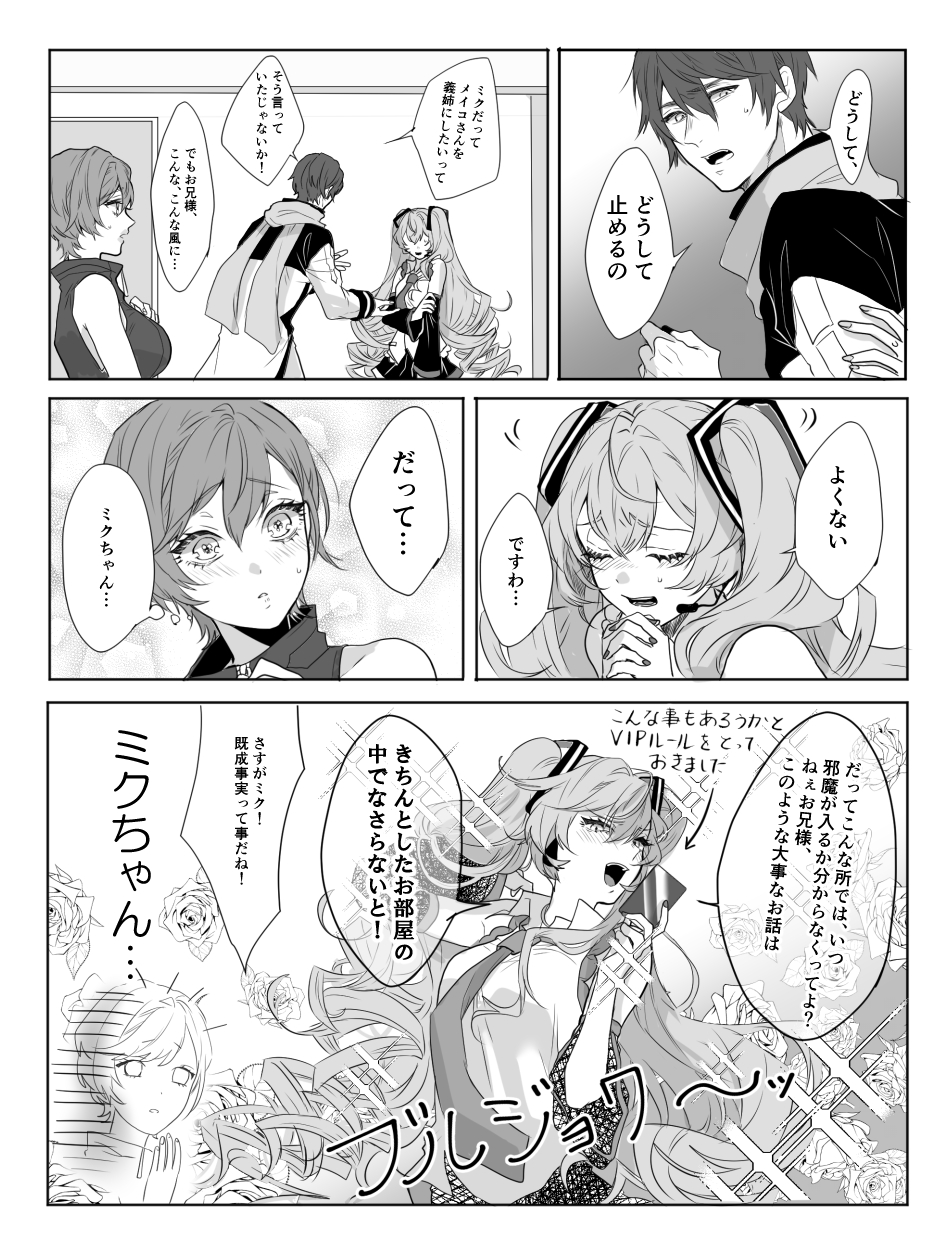 どうして、
どうして
止めるの
ミクだって
メイコさんを
義姉にしたいって
そう言って
いたじゃないか！
でもお兄様、
こんな、こんな風に…
よくない
ですわ…
だって…
ミクちゃん…
だってこんな所では、いつ
邪魔が入るか分からなくってよ？
ねぇお兄様、
このような大事なお話は
こんな事もあろうかと
VIPルールをとって
おきました
きちんとしたお部屋の
中でなさらないと！
さすがミク！
既成事実って事だね！
ミクちゃん…
ブルジョワ〜ッ